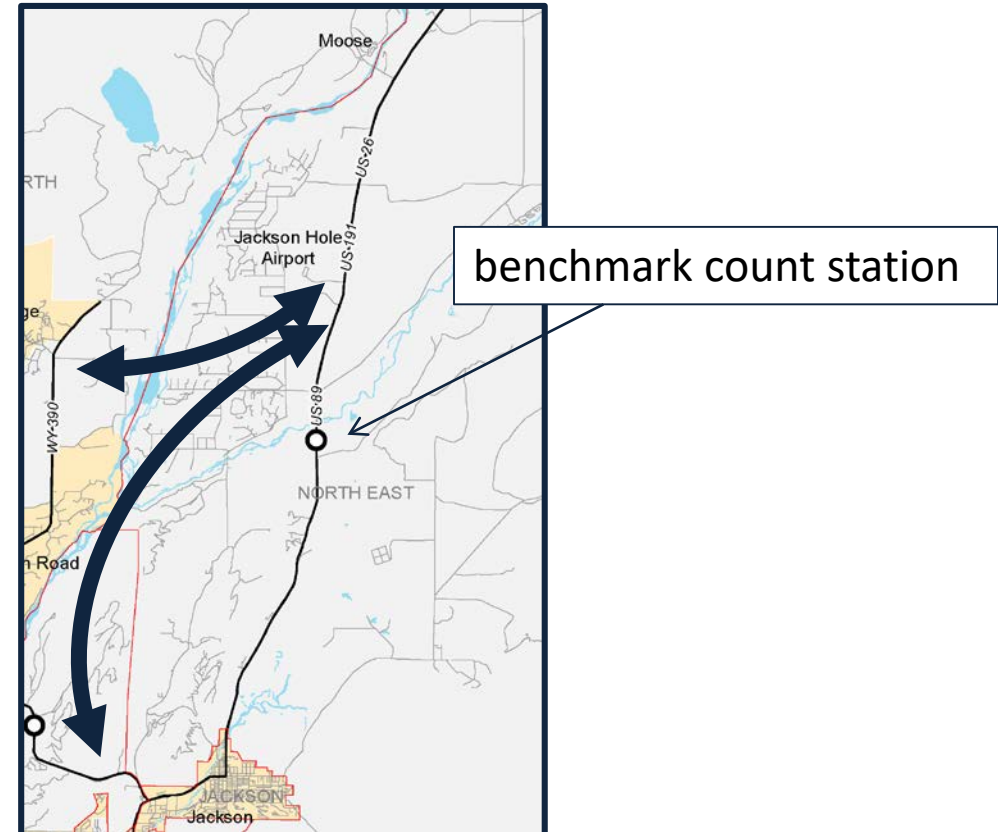 Moose
US-26
RTH
Jackson Hole
Airport
US-191
benchmark count station
ge
US-89
WY-390
NORTH EAST
n Road
JACKSON
Jackson